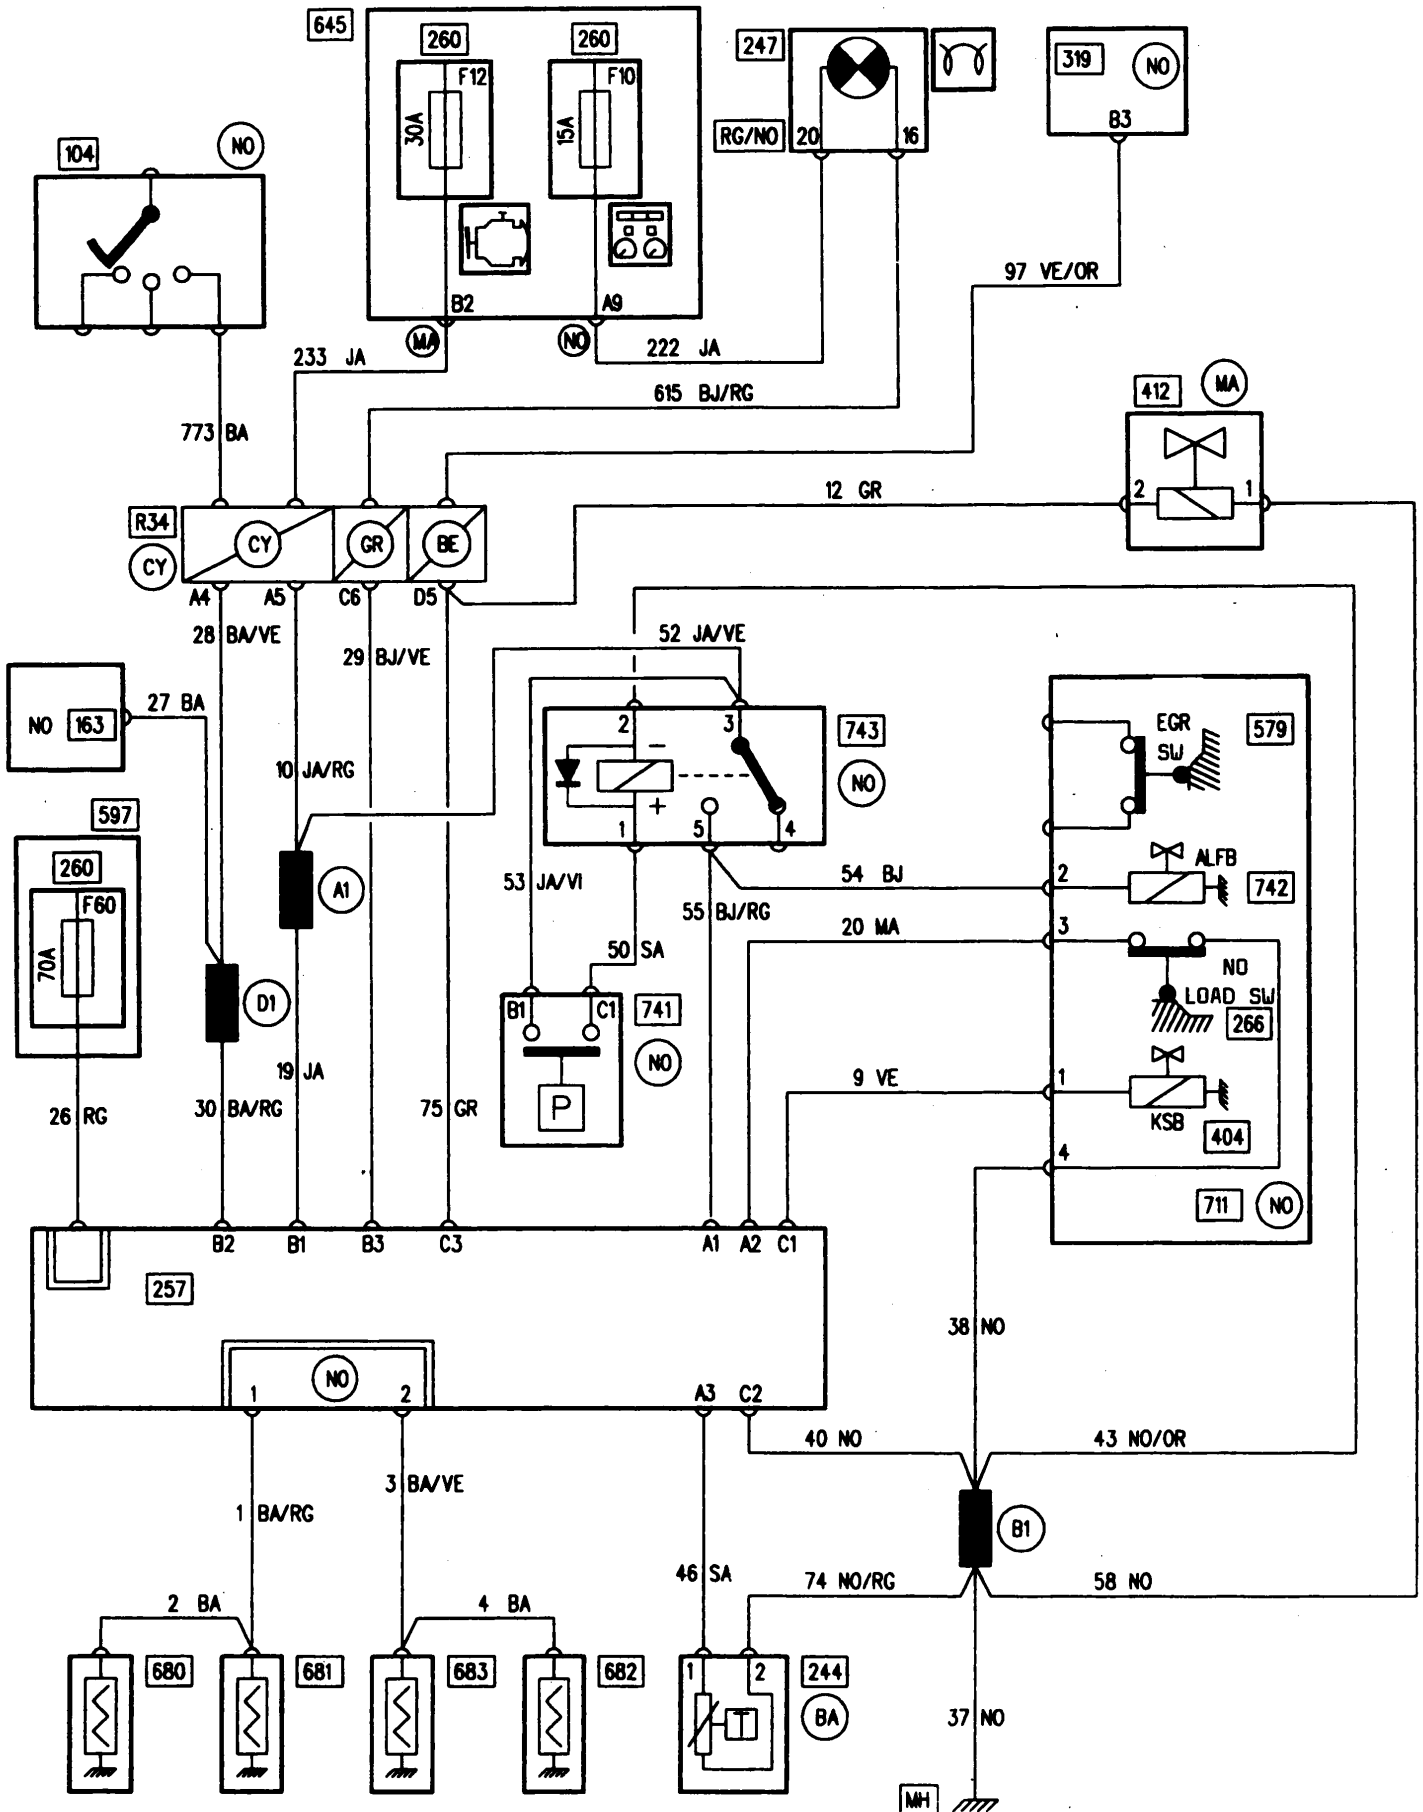 645
260
260
247
319
NO
F12
F10
30A
15A
B3
RG/NO
20
16
104
NO
B2
A9
MA
NO
97 VE/OR
233 JA
222 JA
615 BJ/RG
412
MA
773 BA
2
1
12 GR
R34
CY
CY
GR
BE
A4
A5
C6
D5
28 BA/VE
29 BJ/VE
52 JA/VE
27 BA
NO 163
2
3
743
NO
EGR
SW
579
10 JA/RG
1
5
4
597
260
F60
70A
A1
53 JA/VI
54 BJ
2
ALFB
742
55 BJ/RG
20 MA
3
50 SA
NO
LOAD SW
266
D1
B1
C1
741
NO
P
19 JA
9 VE
1
KSB
404
26 RG
30 BA/RG
75 GR
4
711
NO
B2
B1
B3
C3
A1
A2
C1
257
38 NO
NO
1
2
A3
C2
40 NO
43 NO/OR
3 BA/VE
1 BA/RG
B1
46 SA
74 NO/RG
58 NO
2 BA
4 BA
680
681
683
682
1
2
244
BA
37 NO
MH